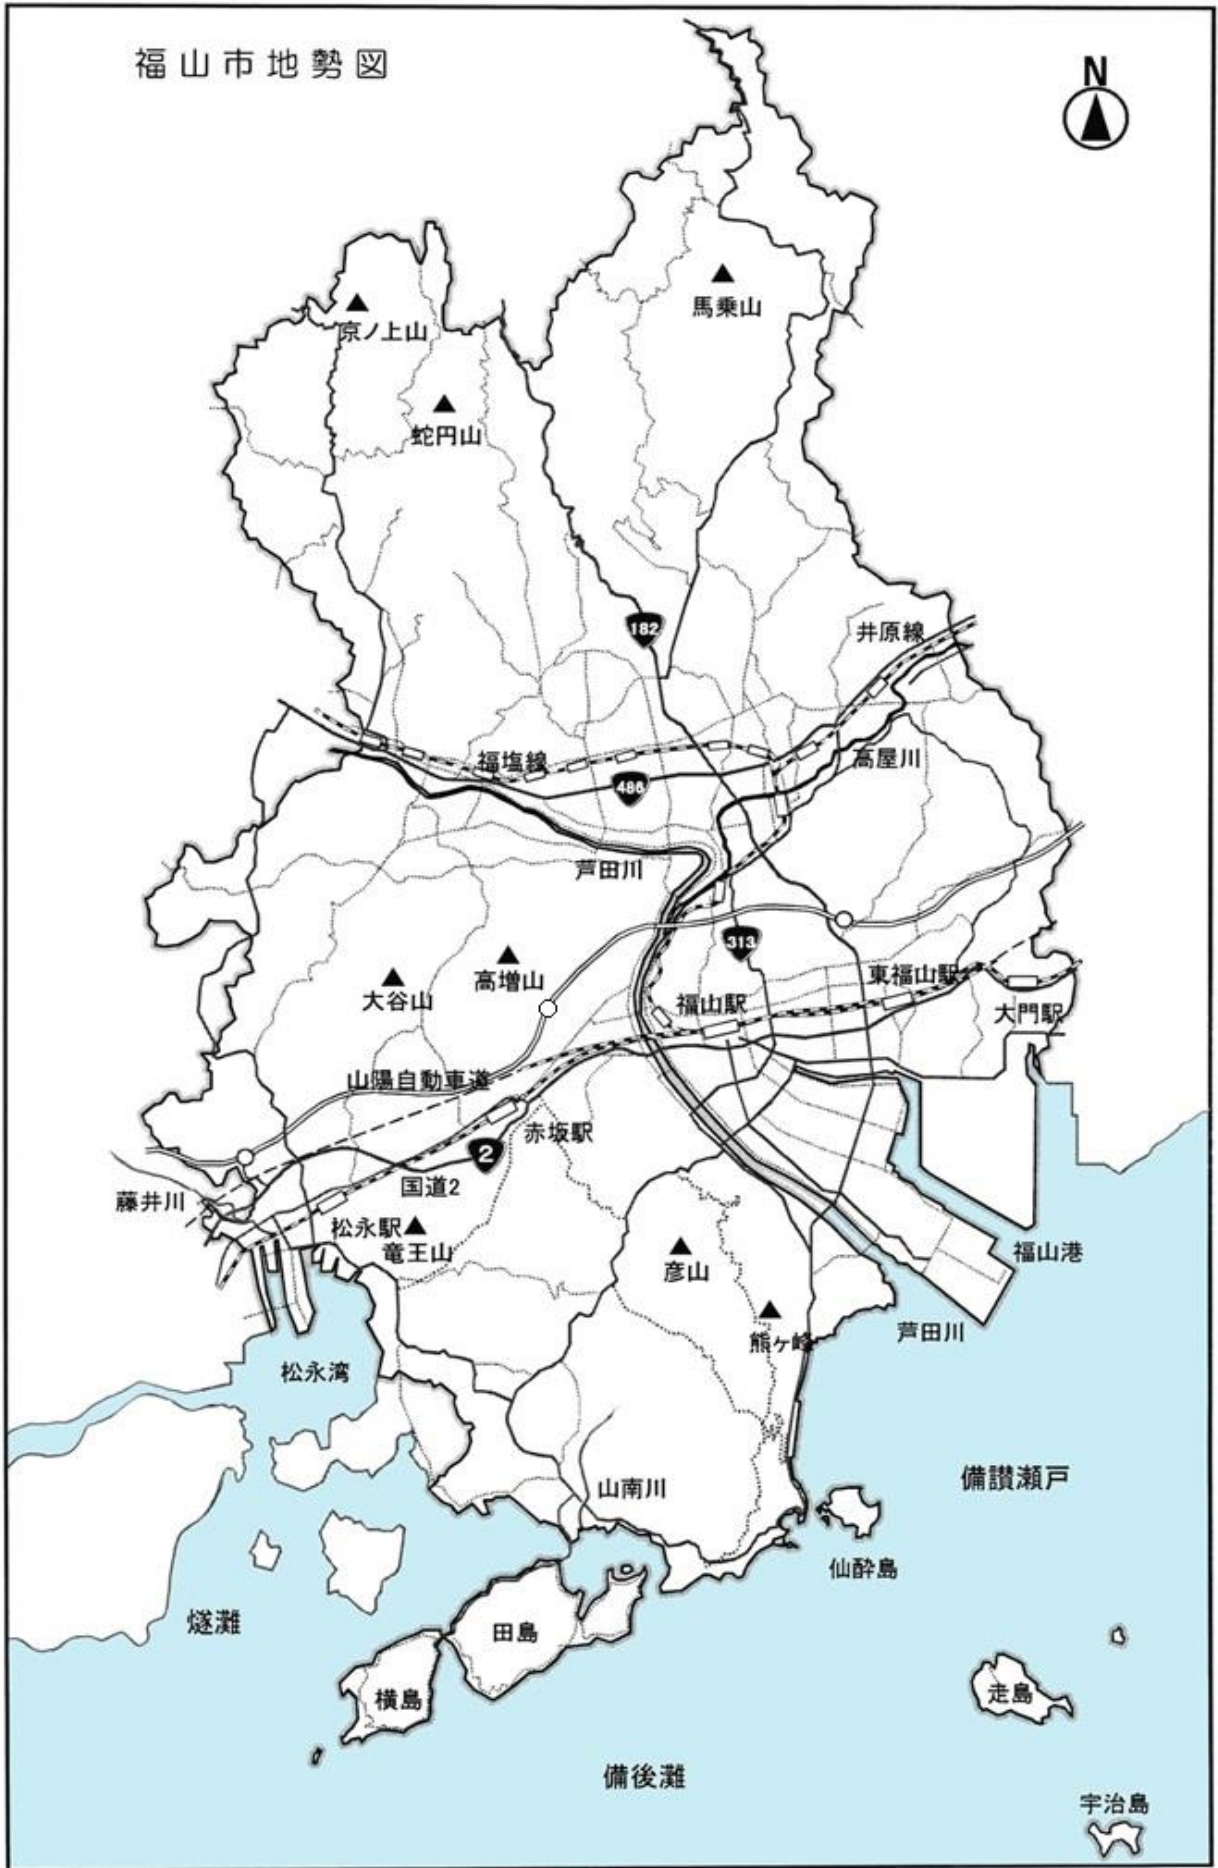 福山市地勢図
N
馬乗山
京ノ上山
蛇円山
182
井原線
福塩線
高屋川
486
芦田川
313
高増山
大谷山
東福山駅
福山駅
大門駅
山陽自動車道
赤坂駅
2
国道2
藤井川
松永駅
竜王山
彦山
福山港
熊ヶ峰
芦田川
松永湾
備讃瀬戸
山南川
仙酔島
燧灘
田島
横島
走島
備後灘
宇治島